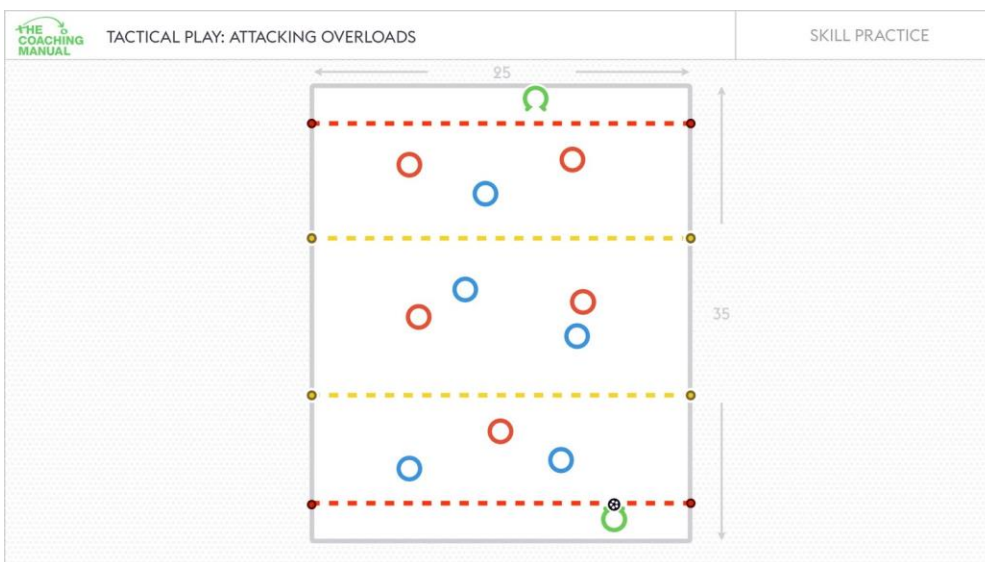 THE
COACHING
MANUAL
TACTICAL PLAY: ATTACKING OVERLOADS
SKILL PRACTICE
25
35